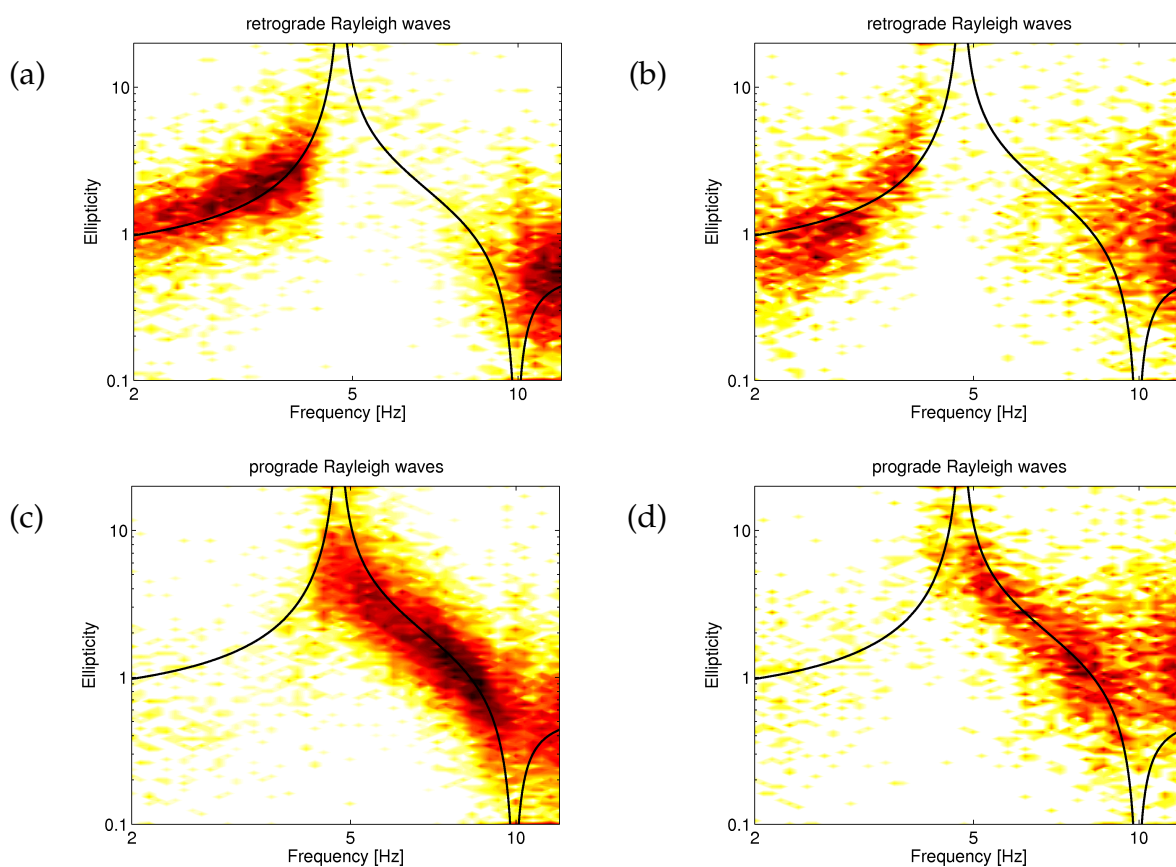 retrograde Rayleigh waves
(a)
10
Ellipticity
1
0.1
2
5
10
Frequency [Hz]
retrograde Rayleigh waves
(b)
10
Ellipticity
1
0.1
2
5
10
Frequency [Hz]
prograde Rayleigh waves
(c)
10
Ellipticity
1
0.1
2
5
10
Frequency [Hz]
prograde Rayleigh waves
(d)
10
Ellipticity
1
0.1
2
5
10
Frequency [Hz]